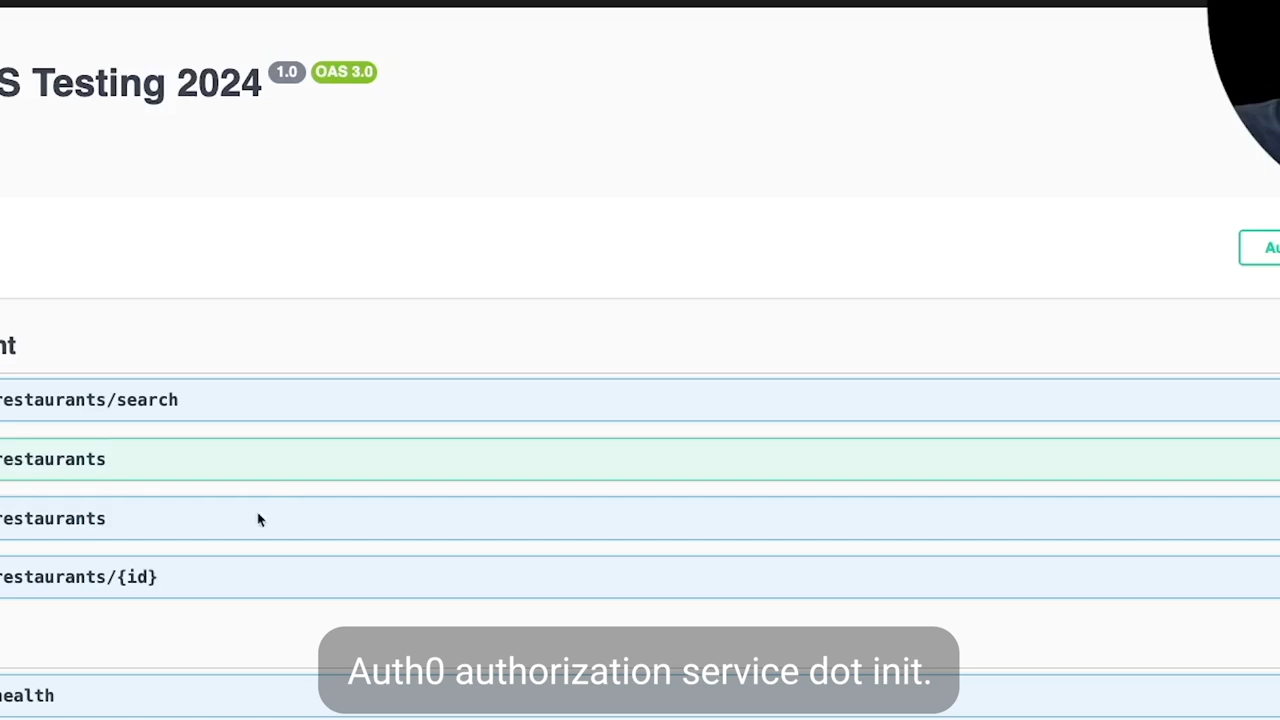 S Testing 2024 1.0 OAS 3.0
Au
nt
restaurants/search
restaurants
restaurants
restaurants/{id}
health
Auth0 authorization service dot init.